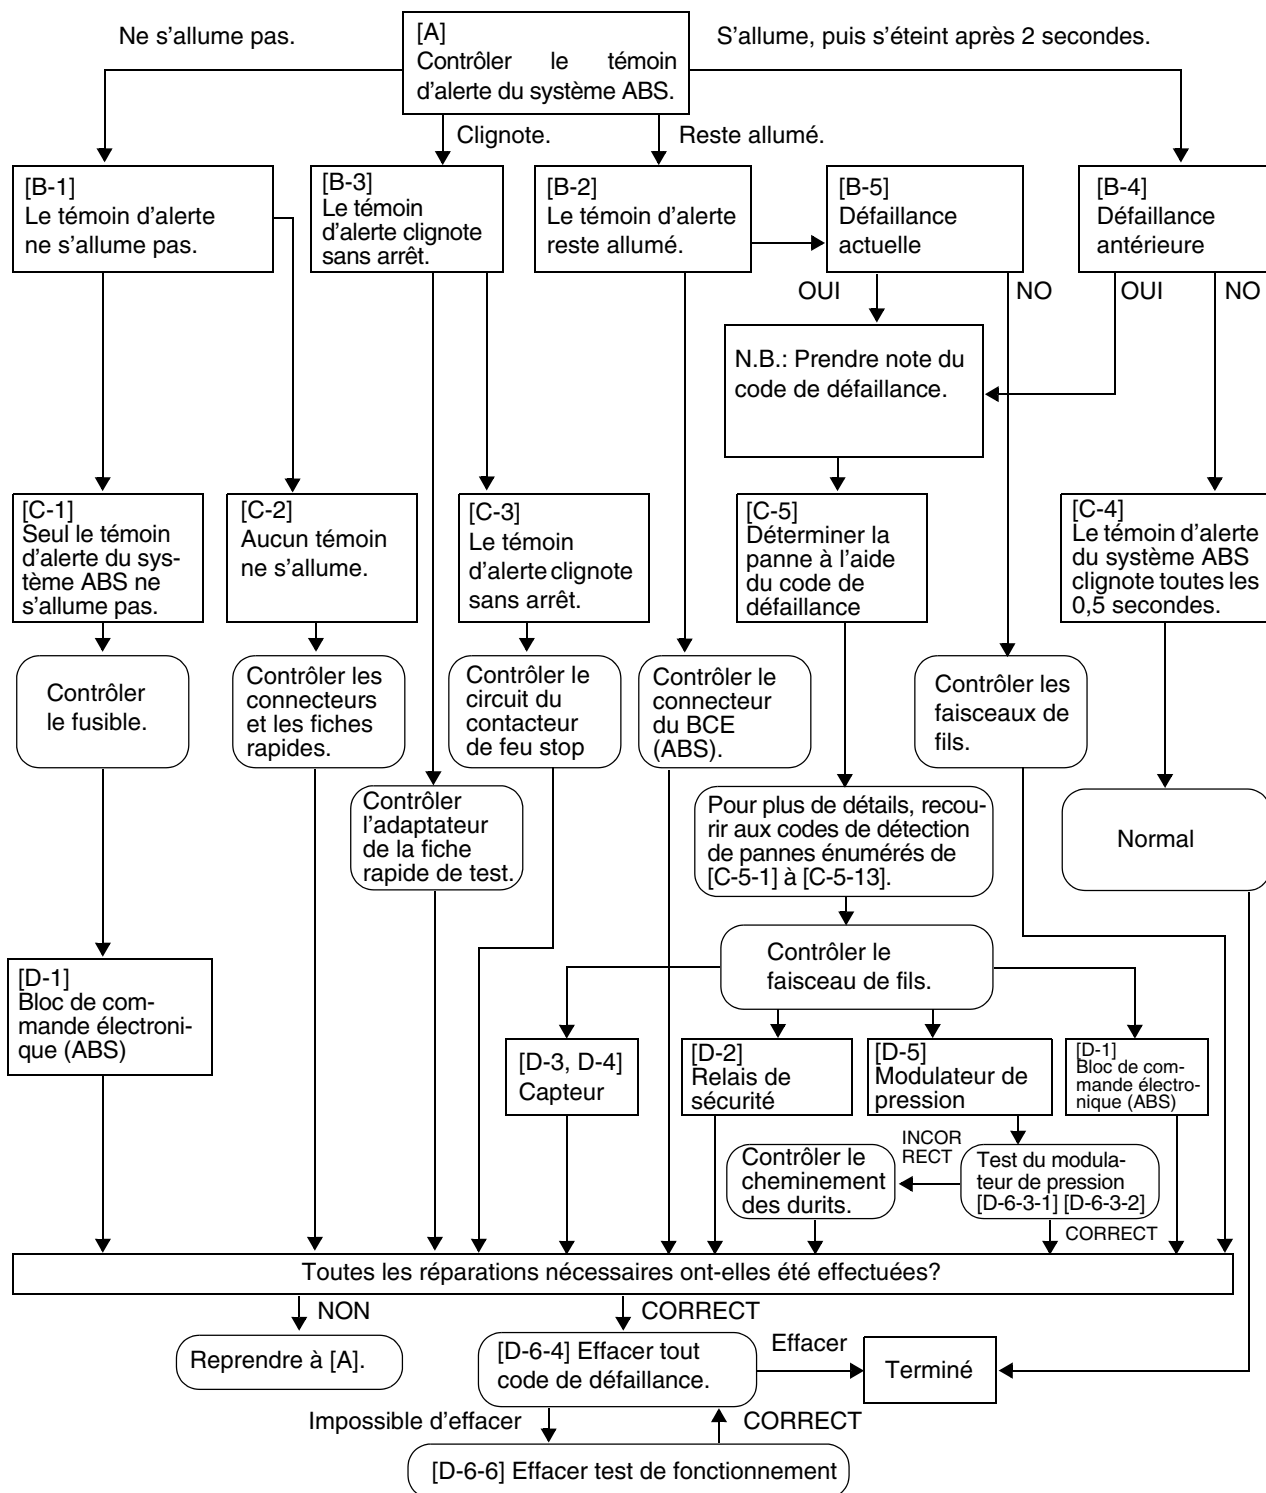 Ne s'allume pas.
[A]
Contrôler le témoin
d'alerte du système ABS.
S'allume, puis s'éteint après 2 secondes.
Clignote.
Reste allumé.
[B-1]
Le témoin d'alerte
ne s'allume pas.
[B-3]
Le témoin
d'alerte clignote
sans arrêt.
[B-2]
Le témoin d'alerte
reste allumé.
[B-5]
Défaillance
actuelle
[B-4]
Défaillance
antérieure
OUI
NO
OUI
NO
N.B.: Prendre note du
code de défaillance.
[C-1]
Seul le témoin
d'alerte du sys-
tème ABS ne
s'allume pas.
[C-2]
Aucun témoin
ne s'allume.
[C-3]
Le témoin
d'alerte clignote
sans arrêt.
[C-5]
Déterminer la
panne à l'aide
du code de
défaillance
[C-4]
Le témoin d'alerte
du système ABS
clignote toutes les
0,5 secondes.
Contrôler
le fusible.
Contrôler les
connecteurs
et les fiches
rapides.
Contrôler le
circuit du
contacteur
de feu stop
Contrôler le
connecteur
du BCE
(ABS).
Contrôler les
faisceaux de
fils.
Contrôler
l'adaptateur
de la fiche
rapide de test.
Pour plus de détails, recou-
rir aux codes de détection
de pannes énumérés de
[C-5-1] à [C-5-13].
Normal
Contrôler le
faisceau de fils.
[D-1]
Bloc de com-
mande électroni-
que (ABS)
[D-3, D-4]
Capteur
[D-2]
Relais de
sécurité
[D-5]
Modulateur de
pression
[D-1]
Bloc de com-
mande électro-
nique (ABS)
Contrôler le
cheminement
des durits.
INCOR
RECT
Test du modula-
teur de pression
[D-6-3-1] [D-6-3-2]
CORRECT
Toutes les réparations nécessaires ont-elles été effectuées?
NON
CORRECT
Reprendre à [A].
[D-6-4] Effacer tout
code de défaillance.
Effacer
Terminé
Impossible d'effacer
CORRECT
[D-6-6] Effacer test de fonctionnement